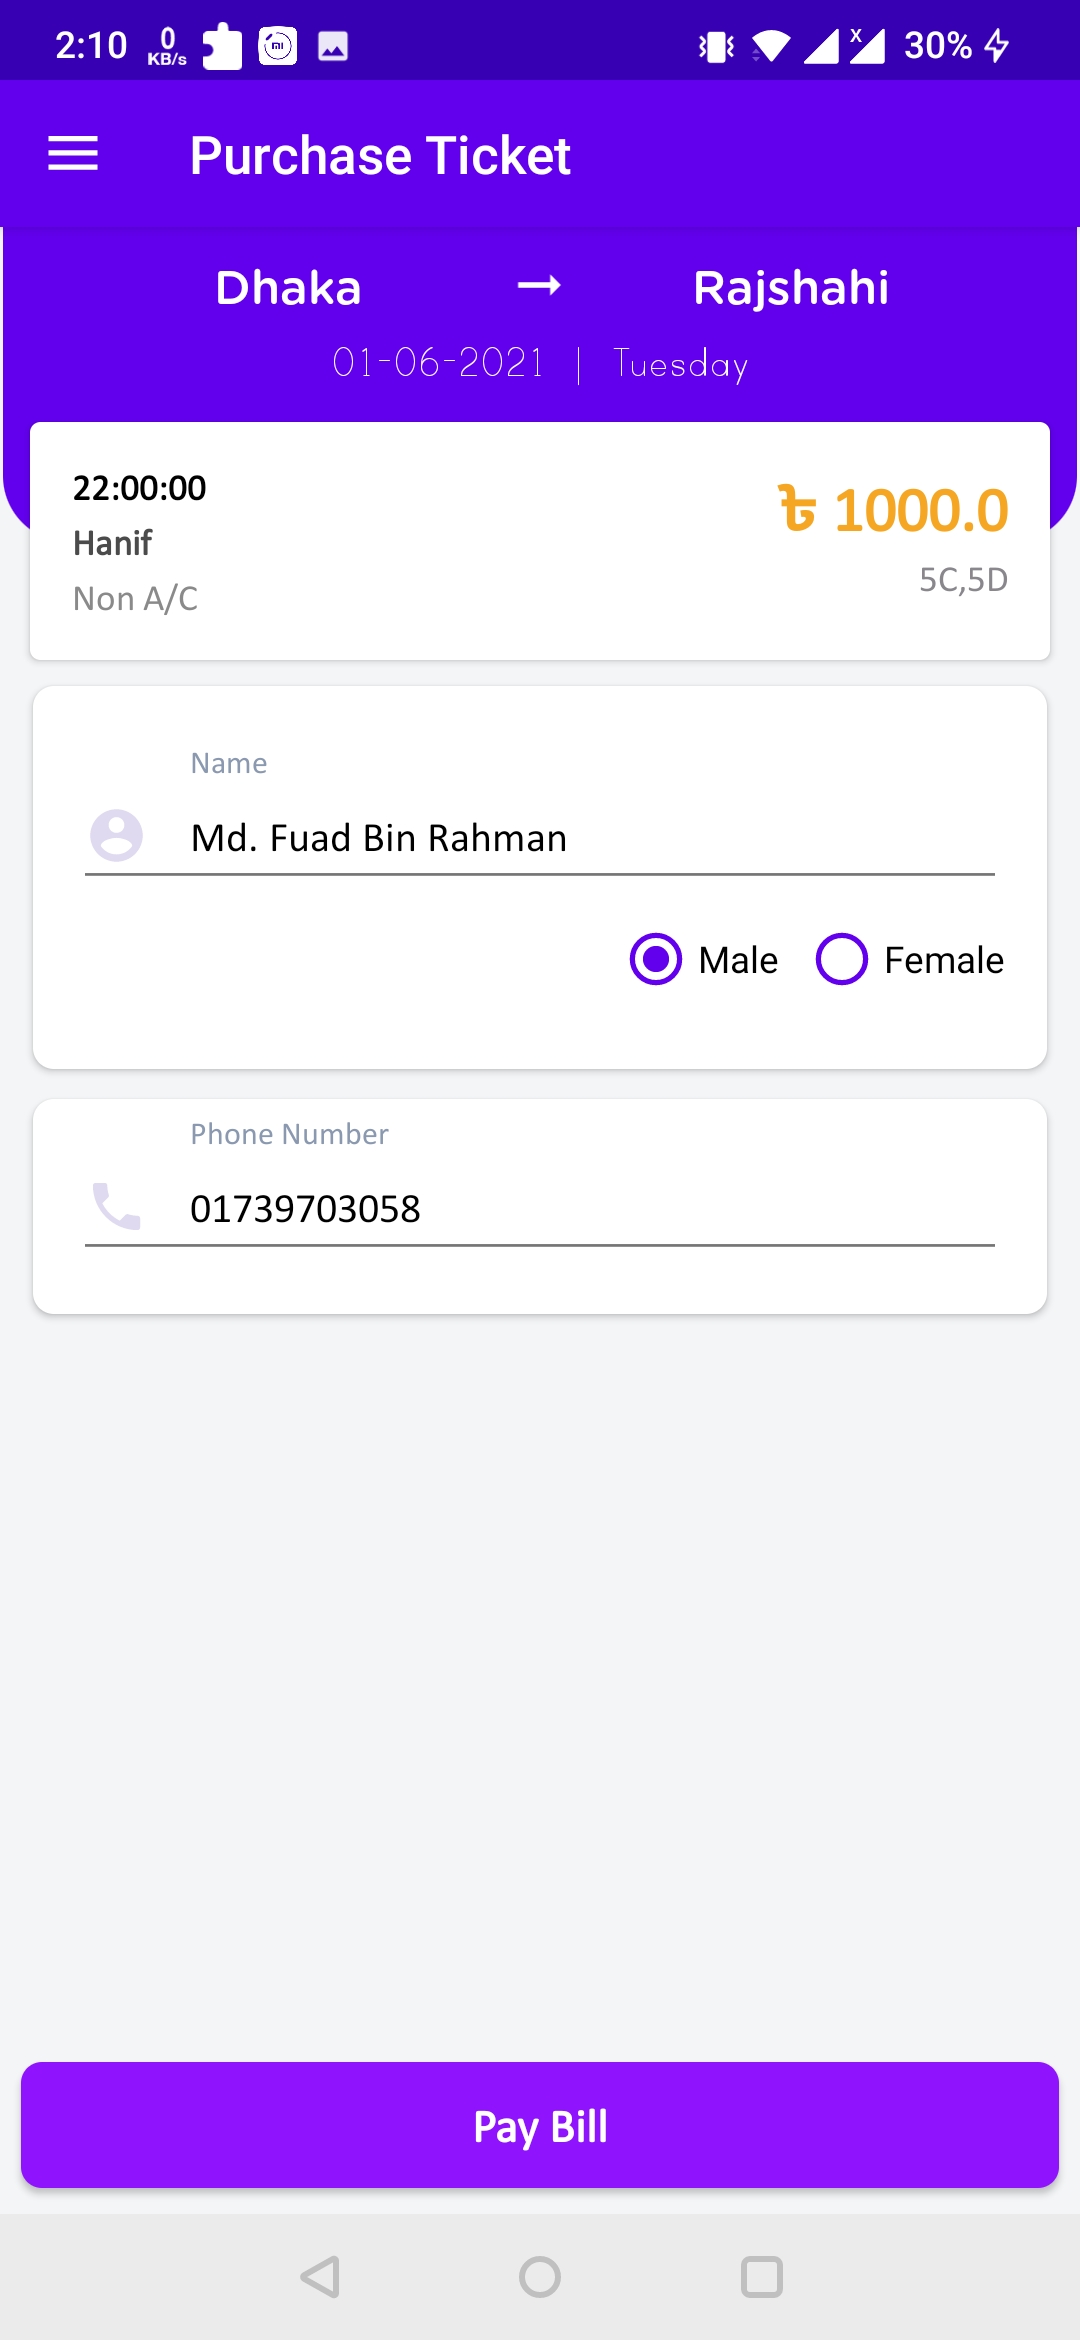 2:10 0 KB/s mi X 30%
Purchase Ticket
Dhaka → Rajshahi
01-06-2021 | Tuesday
22:00:00
৳ 1000.0
Hanif
5C,5D
Non A/C
Name
Md. Fuad Bin Rahman
Male Female
Phone Number
01739703058
Pay Bill